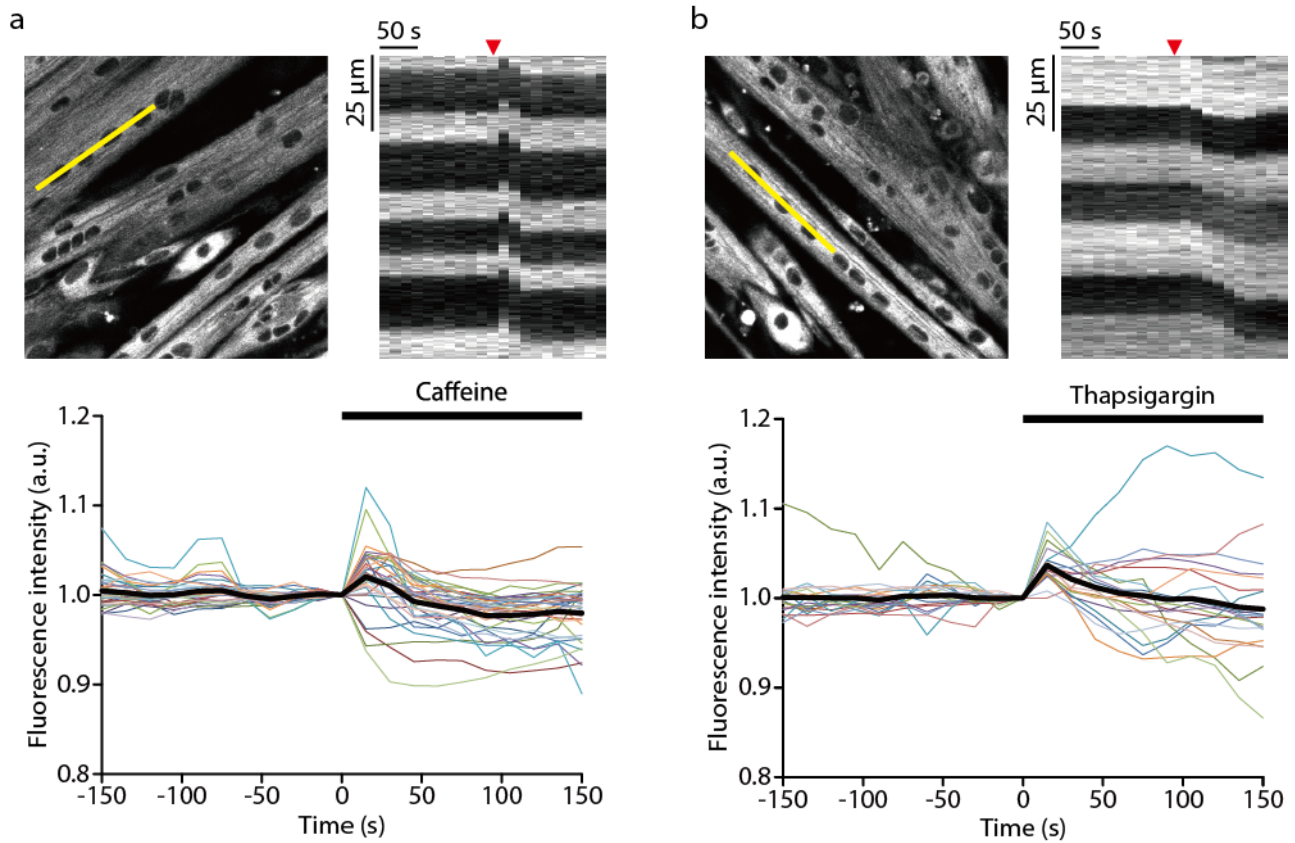 a
50 s
25 μm
b
50 s
25 μm
Caffeine
1.2
1.1
1.0
0.9
0.8
Fluorescence intensity (a.u.)
-150 -100 -50 0 50 100 150
Time (s)
Thapsigargin
1.2
1.1
1.0
0.9
0.8
Fluorescence intensity (a.u.)
-150 -100 -50 0 50 100 150
Time (s)